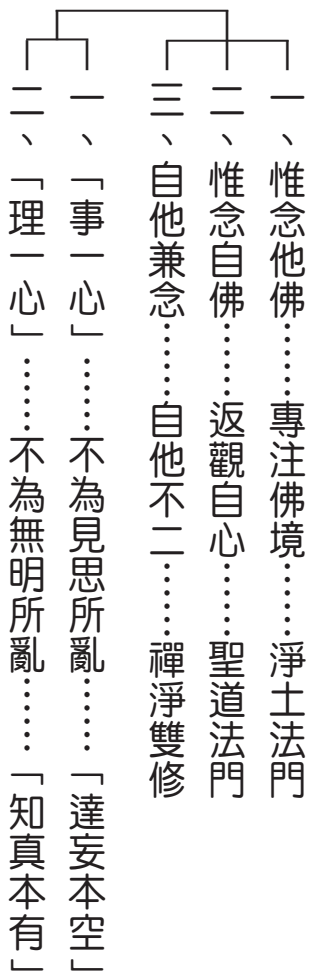 一、惟念他佛……專注佛境……淨土法門
二、惟念自佛……返觀自心……聖道法門
三、自他兼念……自他不二……禪淨雙修
一、「事一心」……不為見思所亂……「達妄本空」
二、「理一心」……不為無明所亂……「知真本有」